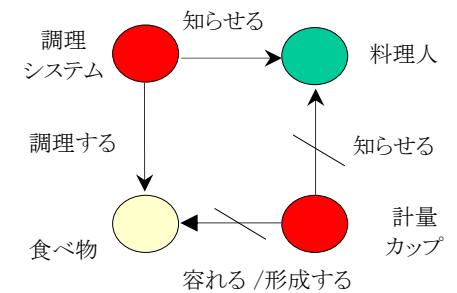 知らせる
調理
システム
料理人
調理する
知らせる
計量
カップ
食べ物
容れる /形成する